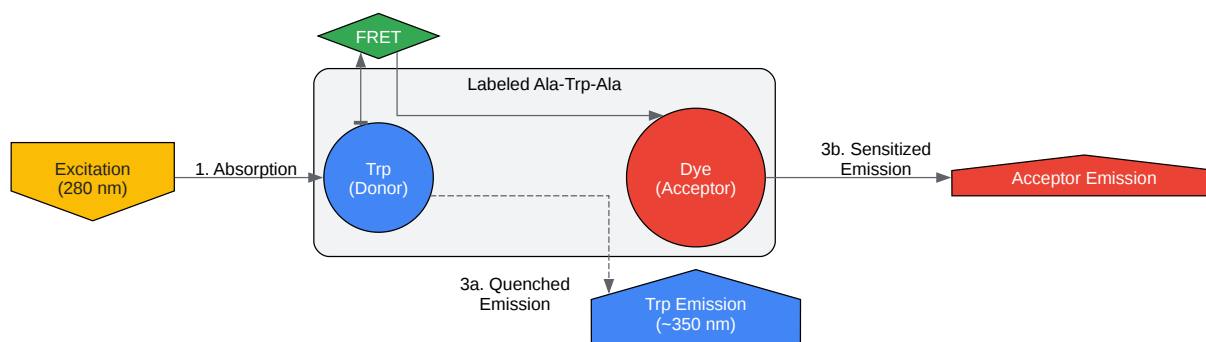 FRET
Labeled Ala-Trp-Ala
Excitation
(280 nm)
1. Absorption
Trp
(Donor)
Dye
(Acceptor)
3b. Sensitized
Emission
Acceptor Emission
3a. Quenched
Emission
Trp Emission
(~350 nm)